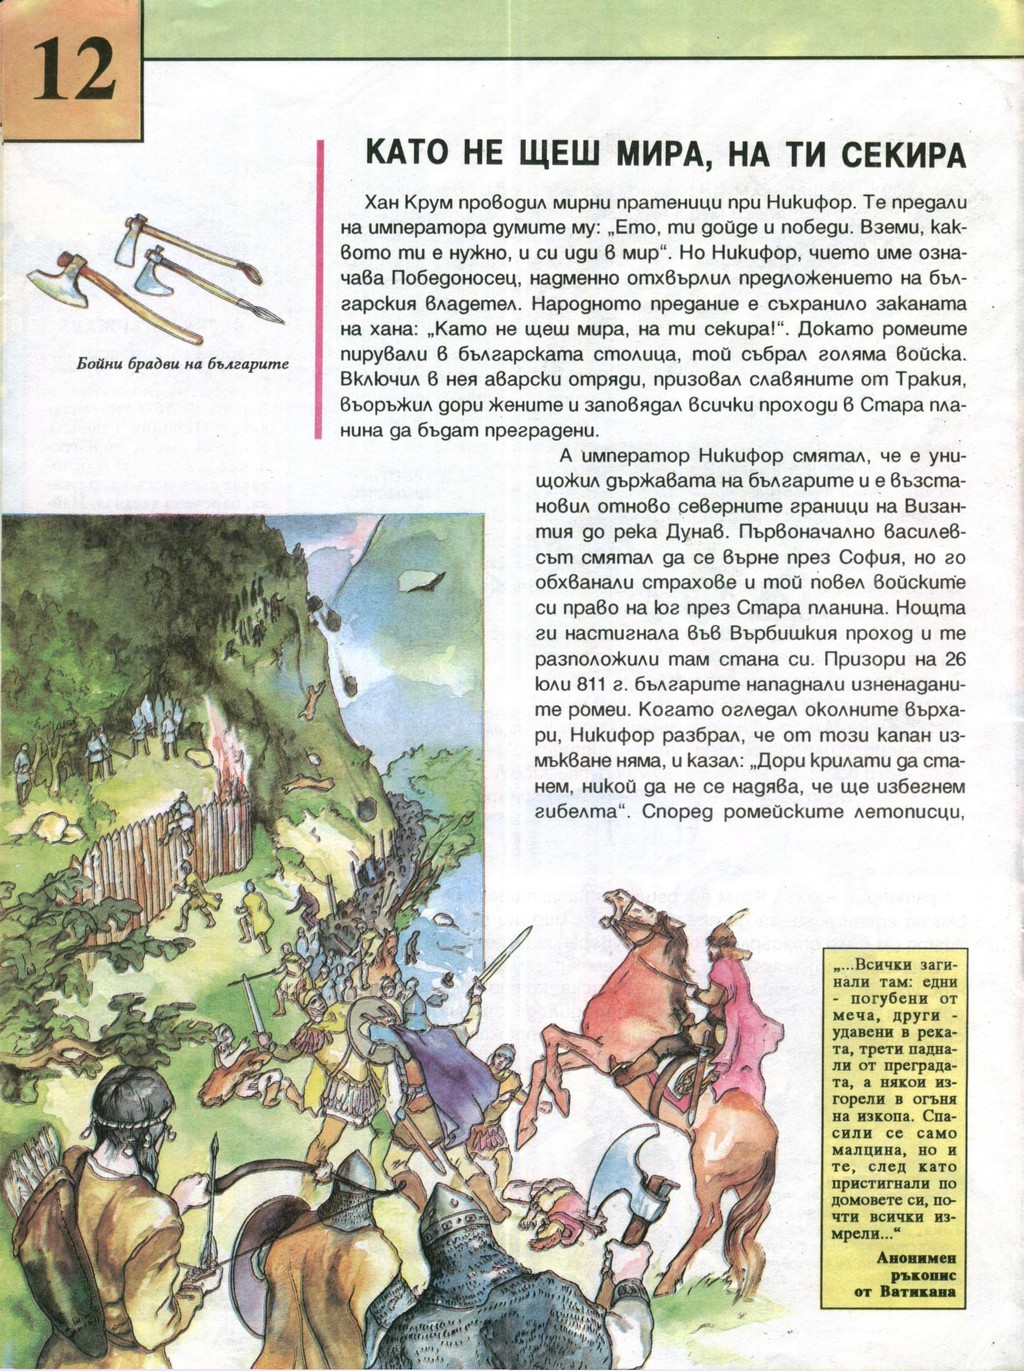 12
КАТО НЕ ЩЕШ МИРА, НА ТИ СЕКИРА
Хан Крум проводил мирни пратеници при Никифор. Те предали
на императора думите му: „Ето, ти дойде и победи. Вземи, как-
вото ти е нужно, и си иди в мир“. Но Никифор, чието име озна-
чава Победоносец, надменно отхвърлил предложението на бъл-
гарския владетел. Народното предание е съхранило заканата
на хана: „Като не щеш мира, на ти секира!“. Докато ромеите
пирували в българската столица, той събрал голяма войска.
Включил в нея аварски отряди, призовал славяните от Тракия,
въоръжил дори жените и заповядал всички проходи в Стара пла-
нина да бъдат преградени.
Бойни брадви на българите
А император Никифор смятал, че е уни-
щожил държавата на българите и е възста-
новил отново северните граници на Визан-
тия до река Дунав. Първоначално василев-
сът смятал да се върне през София, но го
обхванали страхове и той повел войските
си право на юг през Стара планина. Нощта
ги настигнала във Върбишкия проход и те
разположили там стана си. Призори на 26
юли 811 г. българите нападнали изненадани-
те ромеи. Когато огледал околните върха-
ри, Никифор разбрал, че от този капан из-
мъкване няма, и казал: „Дори крилати да ста-
нем, никой да не се надява, че ще избегнем
гибелта“. Според ромейските летописци,
„...Всички заги-
нали там: едни
- погубени от
меча, други -
удавени в река-
та, трети падна-
ли от преграда-
та, а някои из-
горели в огъня
на изкопа. Спа-
сили се само
малцина, но и
те, след като
пристигнали по
домовете си, по-
чти всички из-
мрели...“
Анонимен
ръкопис
от Ватикана